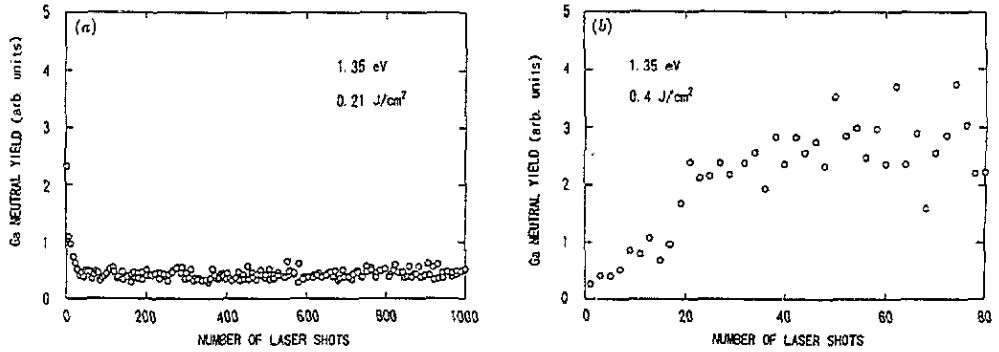 (a)
1.35 eV
0.21 J/cm²
Ga NEUTRAL YIELD (arb. units)
5
4
3
2
1
0
0 200 400 600 800 1000
NUMBER OF LASER SHOTS
(b)
1.35 eV
0.4 J/cm²
Ga NEUTRAL YIELD (arb. units)
5
4
3
2
1
0
0 20 40 60 80
NUMBER OF LASER SHOTS